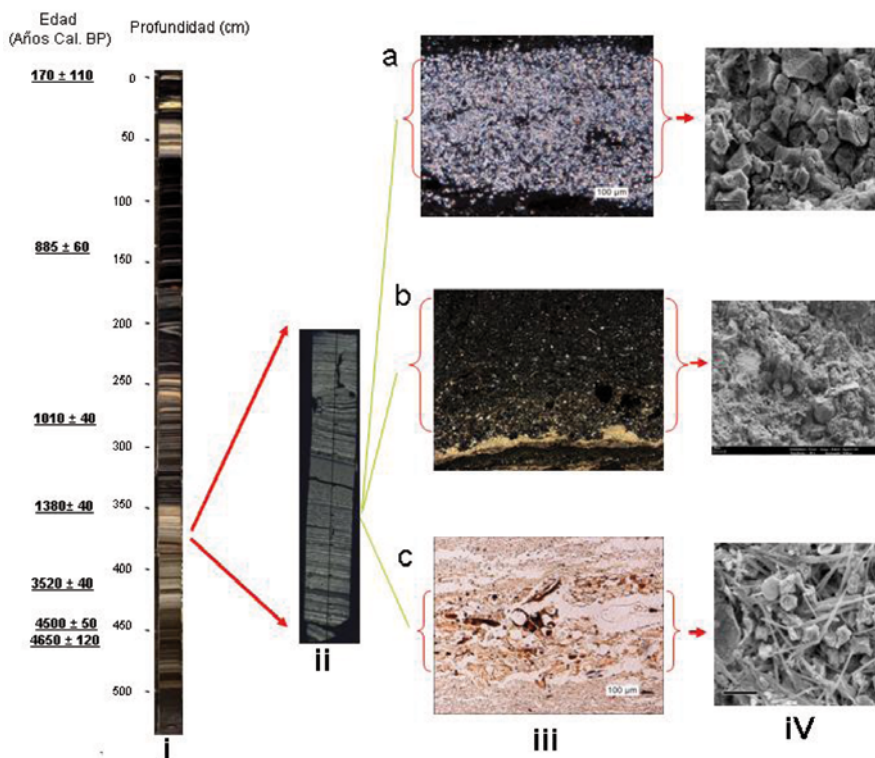 Edad
(Años Cal. BP)
Profundidad (cm)
170 ± 110
885 ± 60
1010 ± 40
1380± 40
3520 ± 40
4500 ± 50
4650 ± 120
0
50
100
150
200
250
300
350
400
450
500
i
ii
a
100 µm
b
c
100 µm
iii
iV